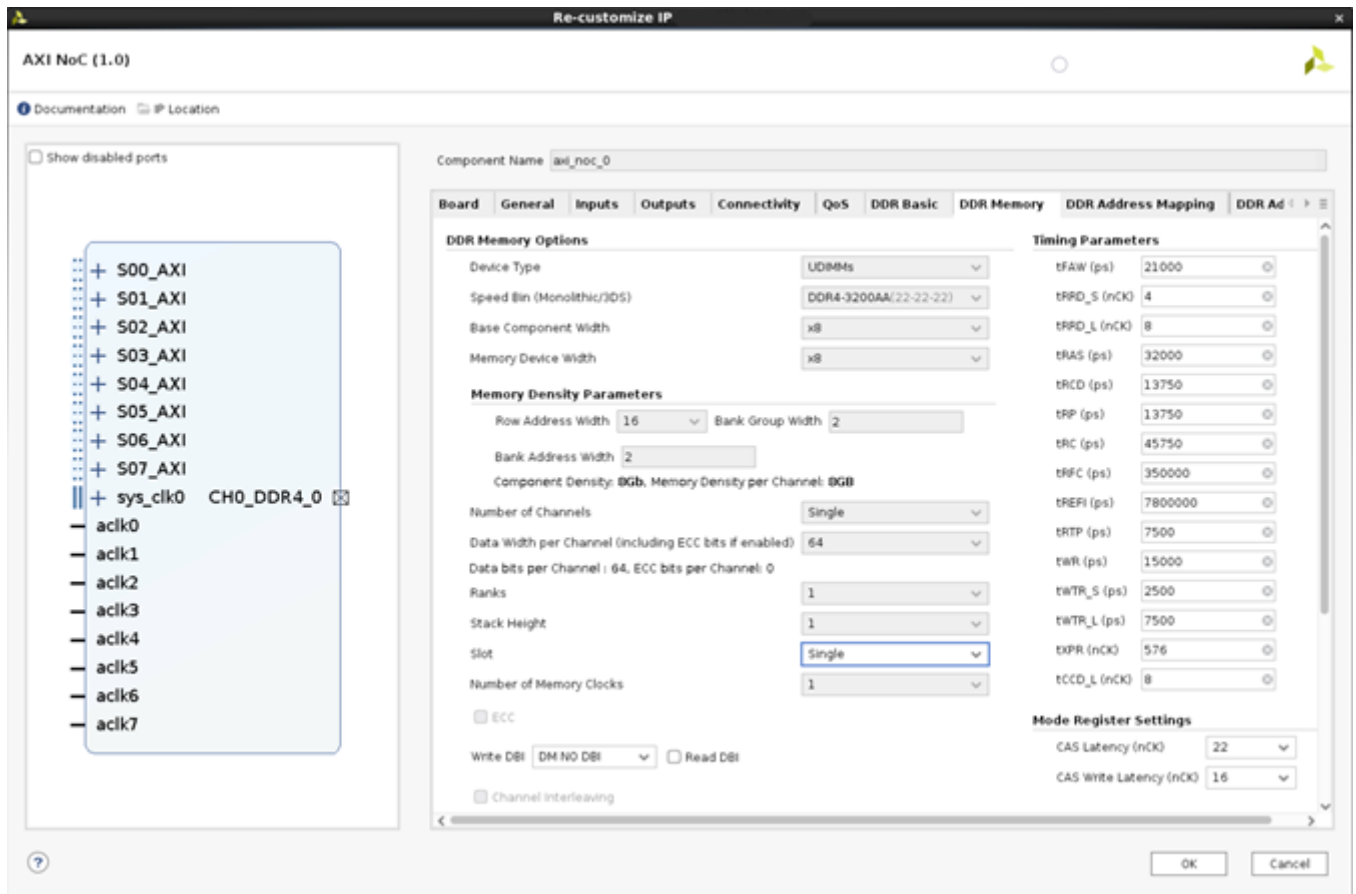 Re-customize IP
AXI NoC (1.0)
Documentation IP Location
Show disabled ports
S00_AXI
S01_AXI
S02_AXI
S03_AXI
S04_AXI
S05_AXI
S06_AXI
S07_AXI
sys_clk0 CH0_DDR4_0
aclk0
aclk1
aclk2
aclk3
aclk4
aclk5
aclk6
aclk7
Component Name axi_noc_0
Board General Inputs Outputs Connectivity QoS DDR Basic DDR Memory DDR Address Mapping DDR Ad
DDR Memory Options
Device Type UDIMMs
Speed Bin (Monolithic/3DS) DDR4-3200AA(22-22-22)
Base Component Width x8
Memory Device Width x8
Memory Density Parameters
Row Address Width 16 Bank Group Width 2
Bank Address Width 2
Component Density: 8Gb, Memory Density per Channel: 8GB
Number of Channels Single
Data Width per Channel (including ECC bits if enabled) 64
Data bits per Channel : 64, ECC bits per Channel: 0
Ranks 1
Stack Height 1
Slot Single
Number of Memory Clocks 1
ECC
Write DBI DM NO DBI Read DBI
Channel Interleaving
Timing Parameters
tFAW (ps) 21000
tRRD_S (nCK) 4
tRRD_L (nCK) 8
tRAS (ps) 32000
tRCD (ps) 13750
tRP (ps) 13750
tRC (ps) 45750
tRFC (ps) 350000
tREFI (ps) 7800000
tRTP (ps) 7500
tWR (ps) 15000
tWTR_S (ps) 2500
tWTR_L (ps) 7500
tXPR (nCK) 576
tCCD_L (nCK) 8
Mode Register Settings
CAS Latency (nCK) 22
CAS Write Latency (nCK) 16
OK Cancel